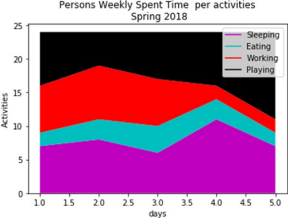 Persons Weekly Spent Time per activities
Spring 2018
25
20
15
10
5
0
Activities
Sleeping
Eating
Working
Playing
1.0 1.5 2.0 2.5 3.0 3.5 4.0 4.5 5.0
days